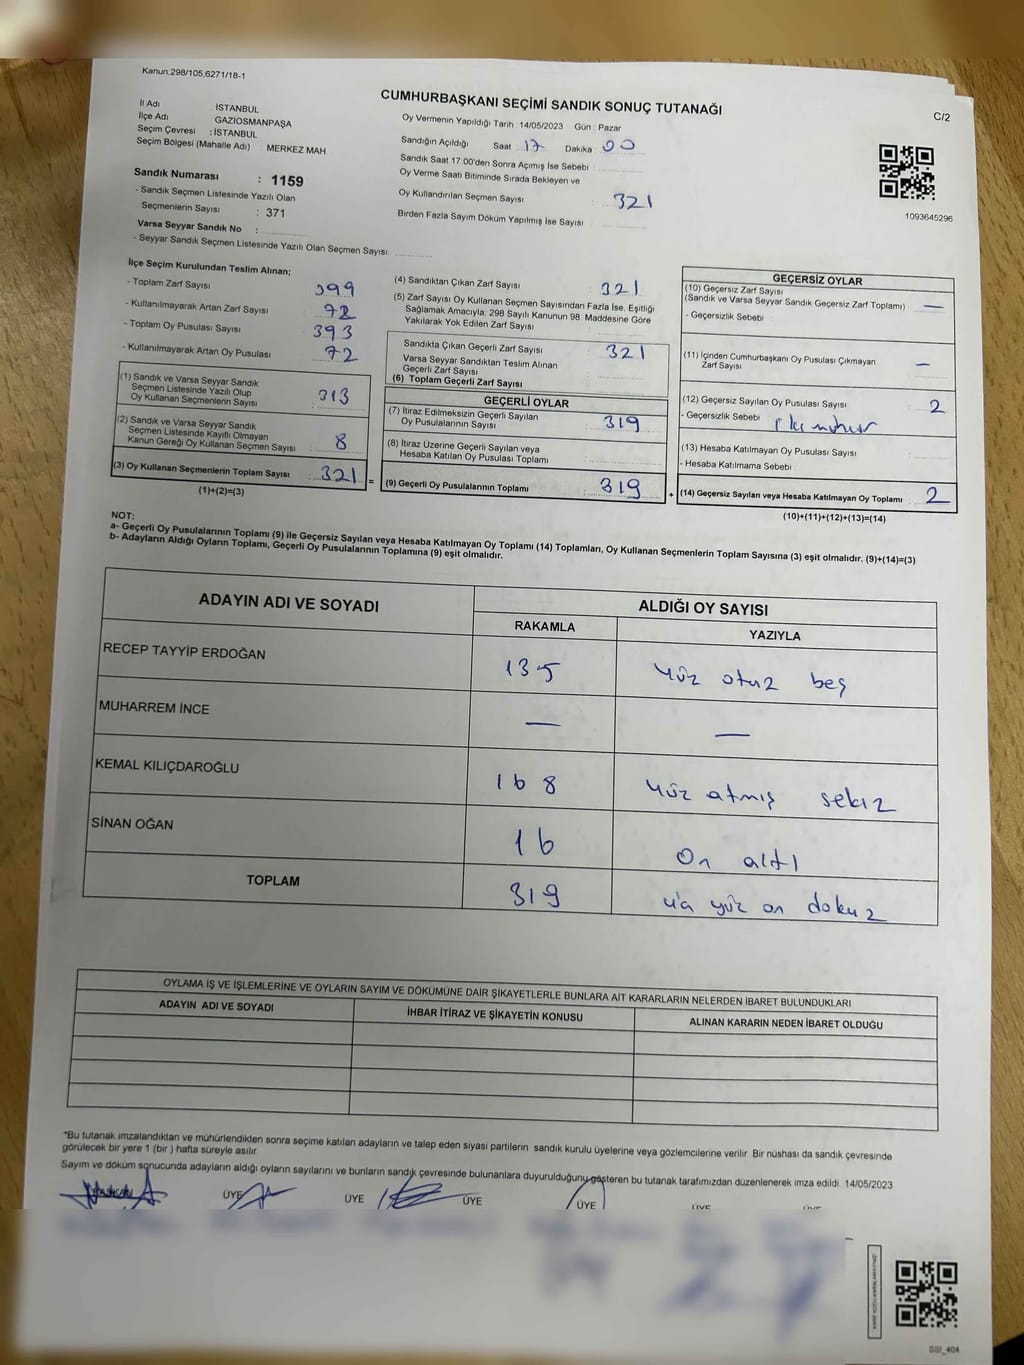 Kanun:298/105,6271/18-1
CUMHURBAŞKANI SEÇİMİ SANDIK SONUÇ TUTANAĞI
C/2
İl Adı : İSTANBUL
İlçe Adı GAZİOSMANPAŞA
Seçim Çevresi : İSTANBUL
Seçim Bölgesi (Mahalle Adı) : MERKEZ MAH
Sandık Numarası : 1159
- Sandık Seçmen Listesinde Yazılı Olan
Seçmenlerin Sayısı : 371
Varsa Seyyar Sandık No :
- Seyyar Sandık Seçmen Listesinde Yazılı Olan Seçmen Sayısı:
Oy Vermenin Yapıldığı Tarih :14/05/2023 Gün : Pazar
Sandığın Açıldığı Saat : 17 Dakika : 00
Sandık Saat 17:00'den Sonra Açılmış İse Sebebi :
Oy Verme Saati Bitiminde Sırada Bekleyen ve
Oy Kullandırılan Seçmen Sayısı : 321
Birden Fazla Sayım Döküm Yapılmış İse Sayısı :
1093645296
İlçe Seçim Kurulundan Teslim Alınan;
- Toplam Zarf Sayısı : 399
- Kullanılmayarak Artan Zarf Sayısı : 72
- Toplam Oy Pusulası Sayısı : 393
- Kullanılmayarak Artan Oy Pusulası : 72
(1) Sandık ve Varsa Seyyar Sandık
Seçmen Listesinde Yazılı Olup
Oy Kullanan Seçmenlerin Sayısı : 313
(2) Sandık ve Varsa Seyyar Sandık
Seçmen Listesinde Kayıtlı Olmayan
Kanun Gereği Oy Kullanan Seçmen Sayısı : 8
(3) Oy Kullanan Seçmenlerin Toplam Sayısı : 321 =
(1)+(2)=(3)
(4) Sandıktan Çıkan Zarf Sayısı : 321
(5) Zarf Sayısı Oy Kullanan Seçmen Sayısından Fazla İse, Eşitliği
Sağlamak Amacıyla; 298 Sayılı Kanunun 98. Maddesine Göre
Yakılarak Yok Edilen Zarf Sayısı :
Sandıkta Çıkan Geçerli Zarf Sayısı : 321
Varsa Seyyar Sandıktan Teslim Alınan
Geçerli Zarf Sayısı :
(6) Toplam Geçerli Zarf Sayısı :
GEÇERLİ OYLAR
(7) İtiraz Edilmeksizin Geçerli Sayılan
Oy Pusulalarının Sayısı : 319
(8) İtiraz Üzerine Geçerli Sayılan veya
Hesaba Katılan Oy Pusulası Toplamı :
(9) Geçerli Oy Pusulalarının Toplamı : 319 +
GEÇERSİZ OYLAR
(10) Geçersiz Zarf Sayısı
(Sandık ve Varsa Seyyar Sandık Geçersiz Zarf Toplamı) : —
- Geçersizlik Sebebi :
(11) İçinden Cumhurbaşkanı Oy Pusulası Çıkmayan
Zarf Sayısı : —
(12) Geçersiz Sayılan Oy Pusulası Sayısı : 2
- Geçersizlik Sebebi : iki mühür
(13) Hesaba Katılmayan Oy Pusulası Sayısı :
- Hesaba Katılmama Sebebi :
(14) Geçersiz Sayılan veya Hesaba Katılmayan Oy Toplamı : 2
(10)+(11)+(12)+(13)=(14)
NOT:
a- Geçerli Oy Pusulalarının Toplamı (9) ile Geçersiz Sayılan veya Hesaba Katılmayan Oy Toplamı (14) Toplamları, Oy Kullanan Seçmenlerin Toplam Sayısına (3) eşit olmalıdır. (9)+(14)=(3)
b- Adayların Aldığı Oyların Toplamı, Geçerli Oy Pusulalarının Toplamına (9) eşit olmalıdır.
ADAYIN ADI VE SOYADI ALDIĞI OY SAYISI
RAKAMLA YAZIYLA
RECEP TAYYİP ERDOĞAN 135 yüz otuz beş
MUHARREM İNCE — —
KEMAL KILIÇDAROĞLU 168 yüz atmış sekiz
SİNAN OĞAN 16 on altı
TOPLAM 319 üç yüz on dokuz
OYLAMA İŞ VE İŞLEMLERİNE VE OYLARIN SAYIM VE DÖKÜMÜNE DAİR ŞİKAYETLERLE BUNLARA AİT KARARLARIN NELERDEN İBARET BULUNDUKLARI
ADAYIN ADI VE SOYADI İHBAR İTİRAZ VE ŞİKAYETİN KONUSU ALINAN KARARIN NEDEN İBARET OLDUĞU
"Bu tutanak imzalandıktan ve mühürlendikten sonra seçime katılan adayların ve talep eden siyasi partilerin sandık kurulu üyelerine veya gözlemcilerine verilir Bir nüshası da sandık çevresinde
görülecek bir yere 1 (bir ) hafta süreyle asılır
Sayım ve döküm sonucunda adayların aldığı oyların sayılarını ve bunların sandık çevresinde bulunanlara duyurulduğunu gösteren bu tutanak tarafımızdan düzenlenerek imza edildi 14/05/2023
BAŞKAN ÜYE ÜYE ÜYE ÜYE ÜYE ÜYE
SSI_404